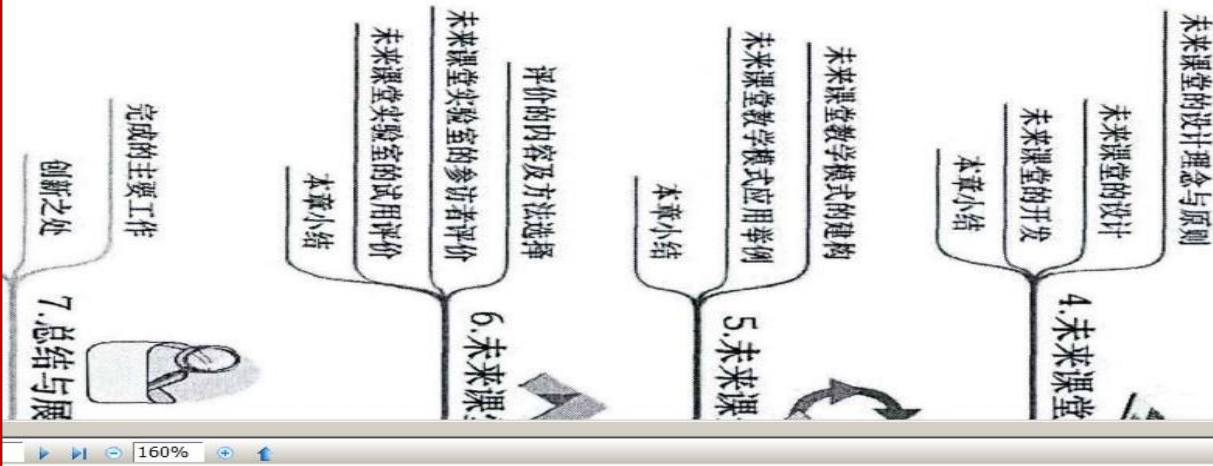 未来课堂的设计理念与原则
未来课堂的设计
未来课堂的开发
本章小结
4.未来课堂
未来课堂教学模式的建构
未来课堂教学模式应用举例
本章小结
5.未来课
评价的内容及方法选择
未来课堂实验室的参访者评价
未来课堂实验室的试用评价
本章小结
6.未来课
完成的主要工作
创新之处
7.总结与展
160%